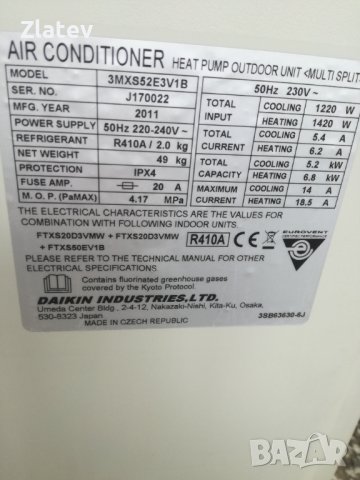 Zlatev
AIR CONDITIONER HEAT PUMP OUTDOOR UNIT <MULTI SPLIT>
MODEL 3MXS52E3V1B
SER. NO. J170022
MFG. YEAR 2011
POWER SUPPLY 50Hz 220-240V~
REFRIGERANT R410A / 2.0 kg
NET WEIGHT 49 kg
PROTECTION IPX4
FUSE AMP. 20 A
M. O. P. (PaMAX) 4.17 MPa
50Hz 230V~
TOTAL INPUT COOLING 1220 W
HEATING 1420 W
TOTAL CURRENT COOLING 5.4 A
HEATING 6.2 A
TOTAL CAPACITY COOLING 5.2 kW
HEATING 6.8 kW
MAXIMUM CURRENT COOLING 14 A
HEATING 18.5 A
THE ELECTRICAL CHARACTERISTICS ARE THE VALUES FOR
COMBINATION WITH FOLLOWING INDOOR UNITS.
FTXS20D3VMW + FTXS20D3VMW
+ FTXS50EV1B
R410A
EUROVENT
CERTIFIED PERFORMANCE
PLEASE REFER TO THE TECHNICAL MANUAL FOR OTHER
ELECTRICAL SPECIFICATIONS.
Contains fluorinated greenhouse gases
covered by the Kyoto Protocol.
DAIKIN INDUSTRIES, LTD.
Umeda Center Bldg., 2-4-12, Nakazaki-Nishi, Kita-Ku, Osaka,
530-8323 Japan
MADE IN CZECH REPUBLIC
3SB63630-6J
bazar